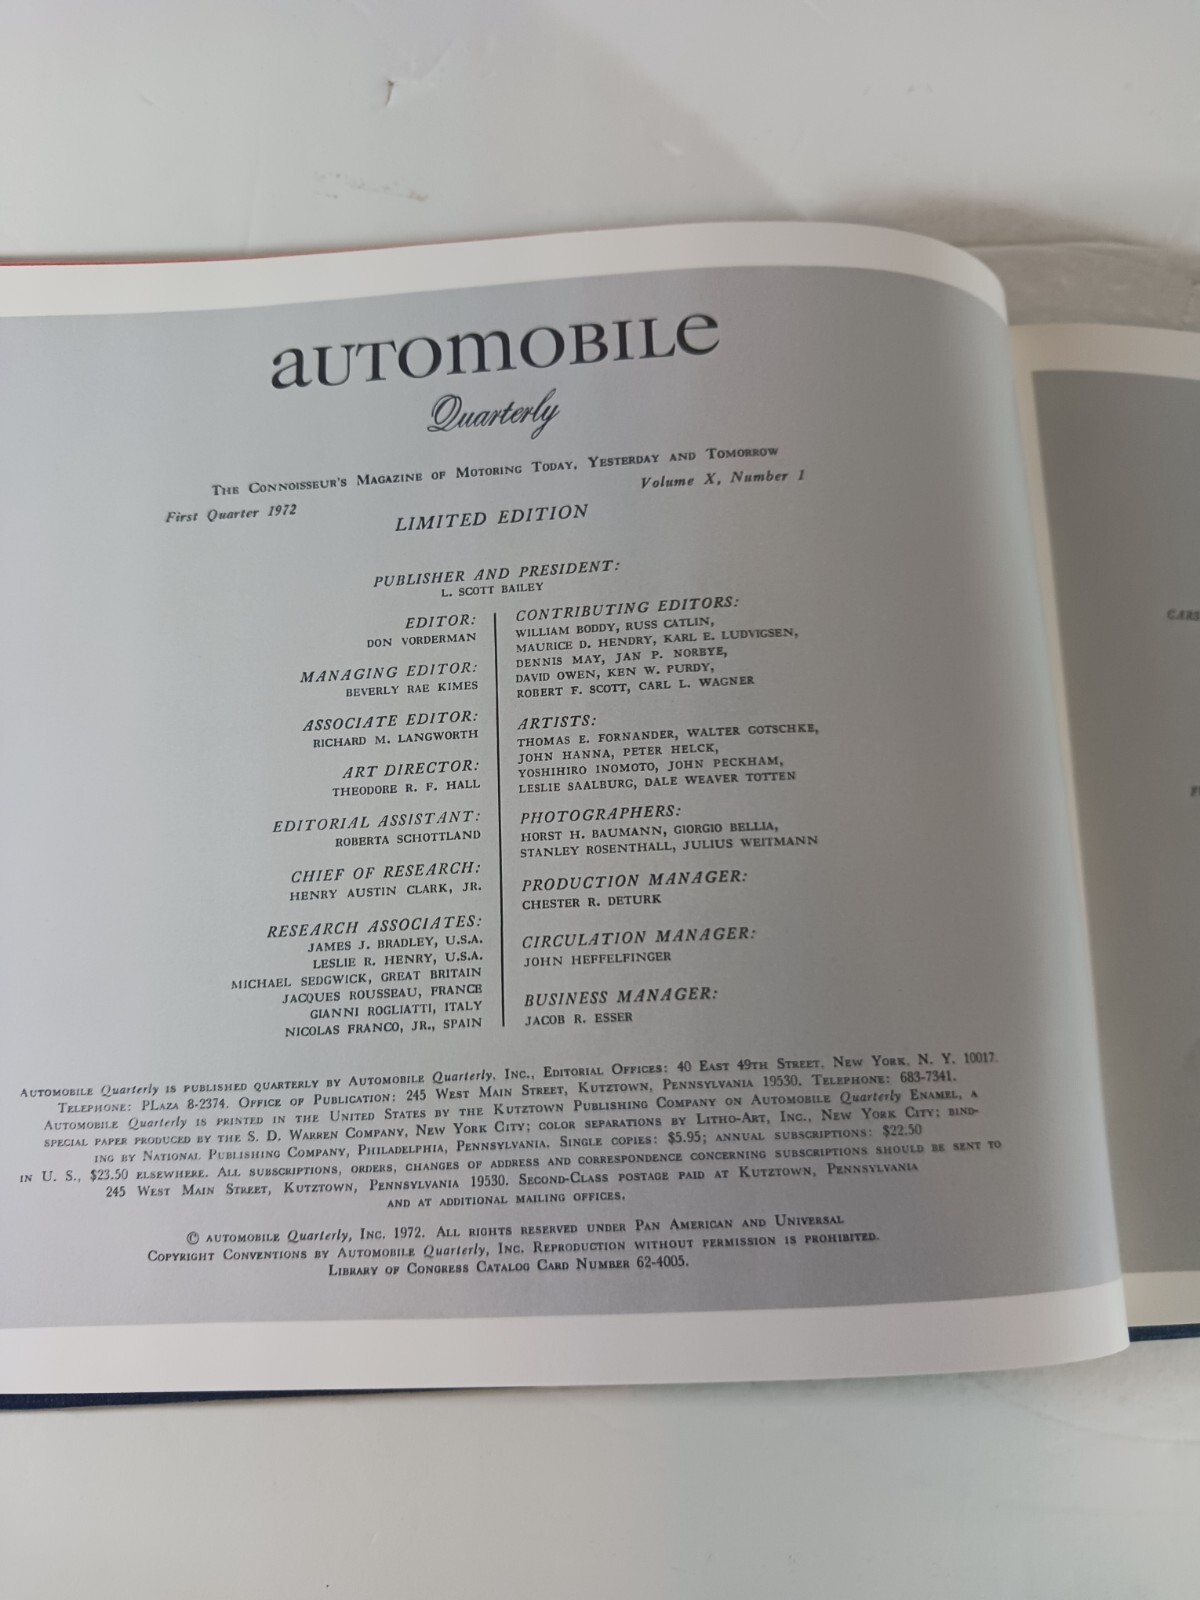 AUTOMOBILE
Quarterly
THE CONNOISSEUR'S MAGAZINE OF MOTORING TODAY, YESTERDAY AND TOMORROW
First Quarter 1972
Volume X, Number 1
LIMITED EDITION
PUBLISHER AND PRESIDENT:
L. SCOTT BAILEY
EDITOR:
DON VORDERMAN
MANAGING EDITOR:
BEVERLY RAE KIMES
ASSOCIATE EDITOR:
RICHARD M. LANGWORTH
ART DIRECTOR:
THEODORE R. F. HALL
EDITORIAL ASSISTANT:
ROBERTA SCHOTTLAND
CHIEF OF RESEARCH:
HENRY AUSTIN CLARK, JR.
RESEARCH ASSOCIATES:
JAMES J. BRADLEY, U.S.A.
LESLIE R. HENRY, U.S.A.
MICHAEL SEDGWICK, GREAT BRITAIN
JACQUES ROUSSEAU, FRANCE
GIANNI ROGLIATTI, ITALY
NICOLAS FRANCO, JR., SPAIN
CONTRIBUTING EDITORS:
WILLIAM BODDY, RUSS CATLIN,
MAURICE D. HENDRY, KARL E. LUDVIGSEN,
DENNIS MAY, JAN P. NORBYE,
DAVID OWEN, KEN W. PURDY,
ROBERT F. SCOTT, CARL L. WAGNER
ARTISTS:
THOMAS E. FORNANDER, WALTER GOTSCHKE,
JOHN HANNA, PETER HELCK,
YOSHIHIRO INOMOTO, JOHN PECKHAM,
LESLIE SAALBURG, DALE WEAVER TOTTEN
PHOTOGRAPHERS:
HORST H. BAUMANN, GIORGIO BELLIA,
STANLEY ROSENTHALL, JULIUS WEITMANN
PRODUCTION MANAGER:
CHESTER R. DETURK
CIRCULATION MANAGER:
JOHN HEFFELFINGER
BUSINESS MANAGER:
JACOB R. ESSER
AUTOMOBILE Quarterly IS PUBLISHED QUARTERLY BY AUTOMOBILE Quarterly, INC., EDITORIAL OFFICES: 40 EAST 49TH STREET, NEW YORK, N. Y. 10017.
TELEPHONE: PLAZA 8-2374. OFFICE OF PUBLICATION: 245 WEST MAIN STREET, KUTZTOWN, PENNSYLVANIA 19530. TELEPHONE: 683-7341.
AUTOMOBILE Quarterly IS PRINTED IN THE UNITED STATES BY THE KUTZTOWN PUBLISHING COMPANY ON AUTOMOBILE Quarterly ENAMEL, A
SPECIAL PAPER PRODUCED BY THE S. D. WARREN COMPANY, NEW YORK CITY; COLOR SEPARATIONS BY LITHO-ART, INC., NEW YORK CITY; BIND-
ING BY NATIONAL PUBLISHING COMPANY, PHILADELPHIA, PENNSYLVANIA. SINGLE COPIES: $5.95; ANNUAL SUBSCRIPTIONS: $22.50
IN U. S., $23.50 ELSEWHERE. ALL SUBSCRIPTIONS, ORDERS, CHANGES OF ADDRESS AND CORRESPONDENCE CONCERNING SUBSCRIPTIONS SHOULD BE SENT TO
245 WEST MAIN STREET, KUTZTOWN, PENNSYLVANIA 19530. SECOND-CLASS POSTAGE PAID AT KUTZTOWN, PENNSYLVANIA
AND AT ADDITIONAL MAILING OFFICES.
© AUTOMOBILE Quarterly, INC. 1972. ALL RIGHTS RESERVED UNDER PAN AMERICAN AND UNIVERSAL
COPYRIGHT CONVENTIONS BY AUTOMOBILE Quarterly, INC. REPRODUCTION WITHOUT PERMISSION IS PROHIBITED.
LIBRARY OF CONGRESS CATALOG CARD NUMBER 62-4005.